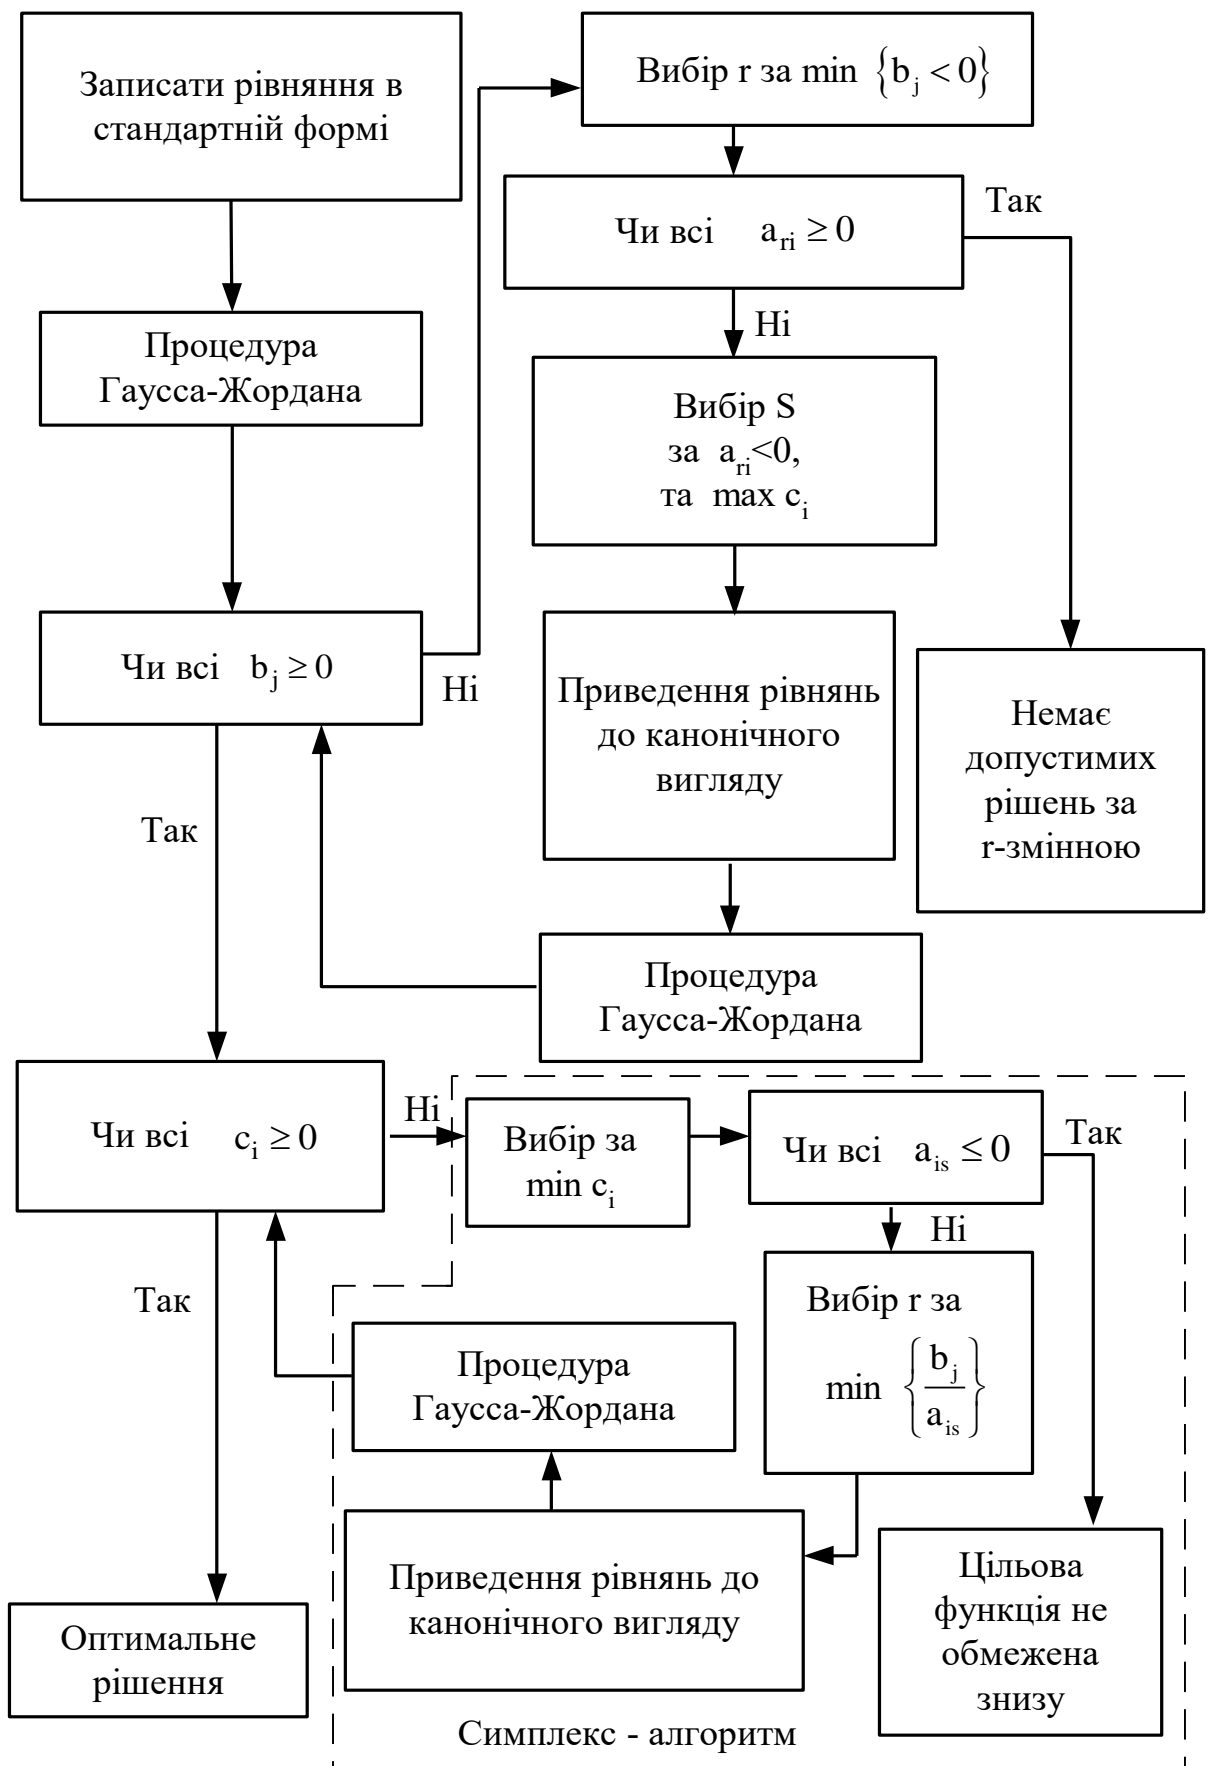 Записати рівняння в
стандартній формі
Вибір r за min {b_j < 0}
Чи всі a_ri ≥ 0
Так
Ні
Процедура
Гаусса-Жордана
Вибір S
за a_ri<0,
та max c_i
Чи всі b_j ≥ 0
Ні
Приведення рівнянь
до канонічного
вигляду
Немає
допустимих
рішень за
r-змінною
Так
Процедура
Гаусса-Жордана
Чи всі c_i ≥ 0
Ні
Вибір за
min c_i
Чи всі a_is ≤ 0
Так
Ні
Вибір r за
min {b_j / a_is}
Так
Процедура
Гаусса-Жордана
Приведення рівнянь до
канонічного вигляду
Цільова
функція не
обмежена
знизу
Оптимальне
рішення
Симплекс - алгоритм